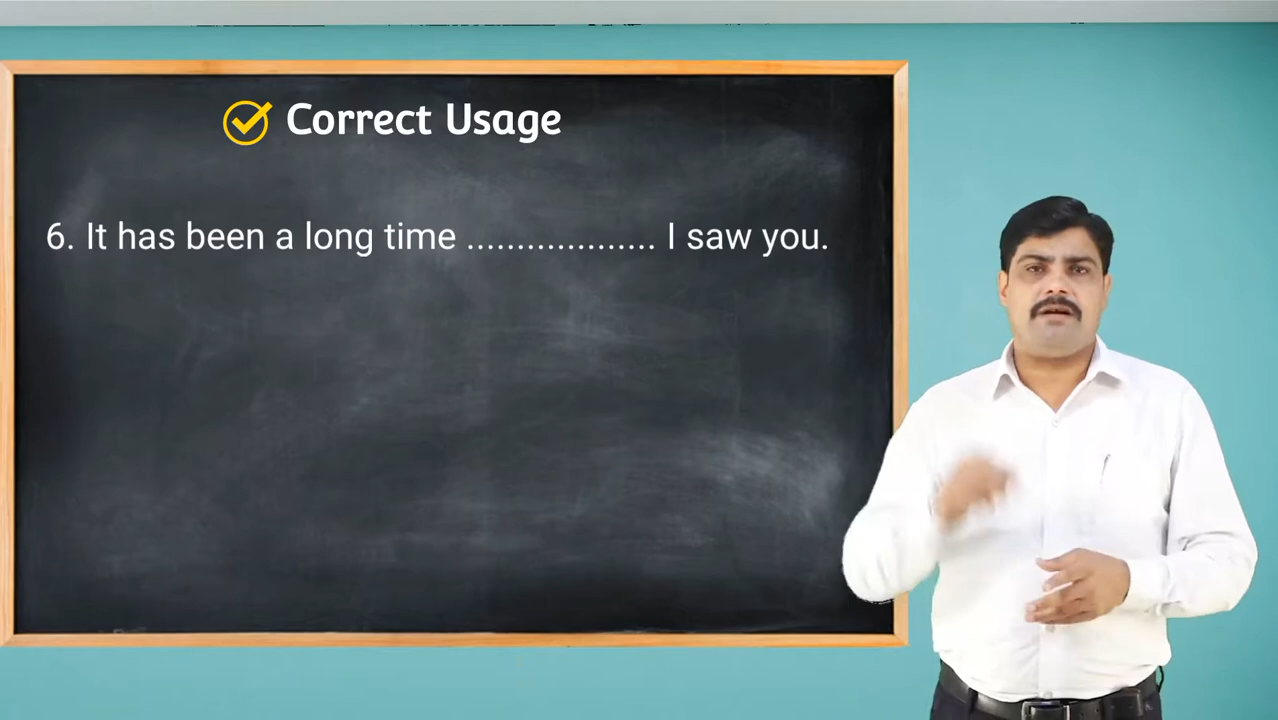 Correct Usage
6. It has been a long time .................. I saw you.